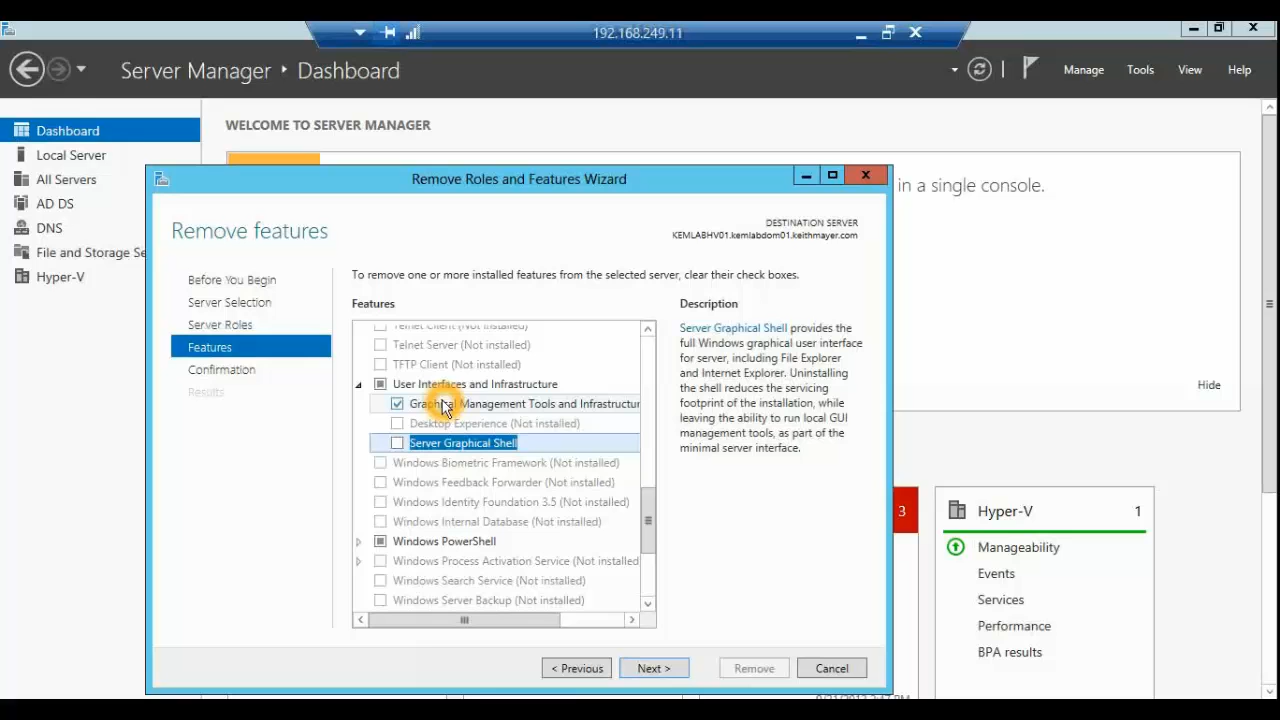 192.168.249.11
Server Manager ‣ Dashboard
Manage Tools View Help
Dashboard
Local Server
All Servers
AD DS
DNS
File and Storage Se
Hyper-V
WELCOME TO SERVER MANAGER
in a single console.
Hide
Remove Roles and Features Wizard
Remove features
DESTINATION SERVER
KEMLABHV01.kemlabdom01.keithmayer.com
Before You Begin
Server Selection
Server Roles
Features
Confirmation
Results
To remove one or more installed features from the selected server, clear their check boxes.
Features
Telnet Client (Not installed)
Telnet Server (Not installed)
TFTP Client (Not installed)
User Interfaces and Infrastructure
Graphical Management Tools and Infrastructur
Desktop Experience (Not installed)
Server Graphical Shell
Windows Biometric Framework (Not installed)
Windows Feedback Forwarder (Not installed)
Windows Identity Foundation 3.5 (Not installed)
Windows Internal Database (Not installed)
Windows PowerShell
Windows Process Activation Service (Not installed
Windows Search Service (Not installed)
Windows Server Backup (Not installed)
Description
Server Graphical Shell provides the
full Windows graphical user interface
for server, including File Explorer
and Internet Explorer. Uninstalling
the shell reduces the servicing
footprint of the installation, while
leaving the ability to run local GUI
management tools, as part of the
minimal server interface.
< Previous
Next >
Remove
Cancel
3
Hyper-V 1
Manageability
Events
Services
Performance
BPA results